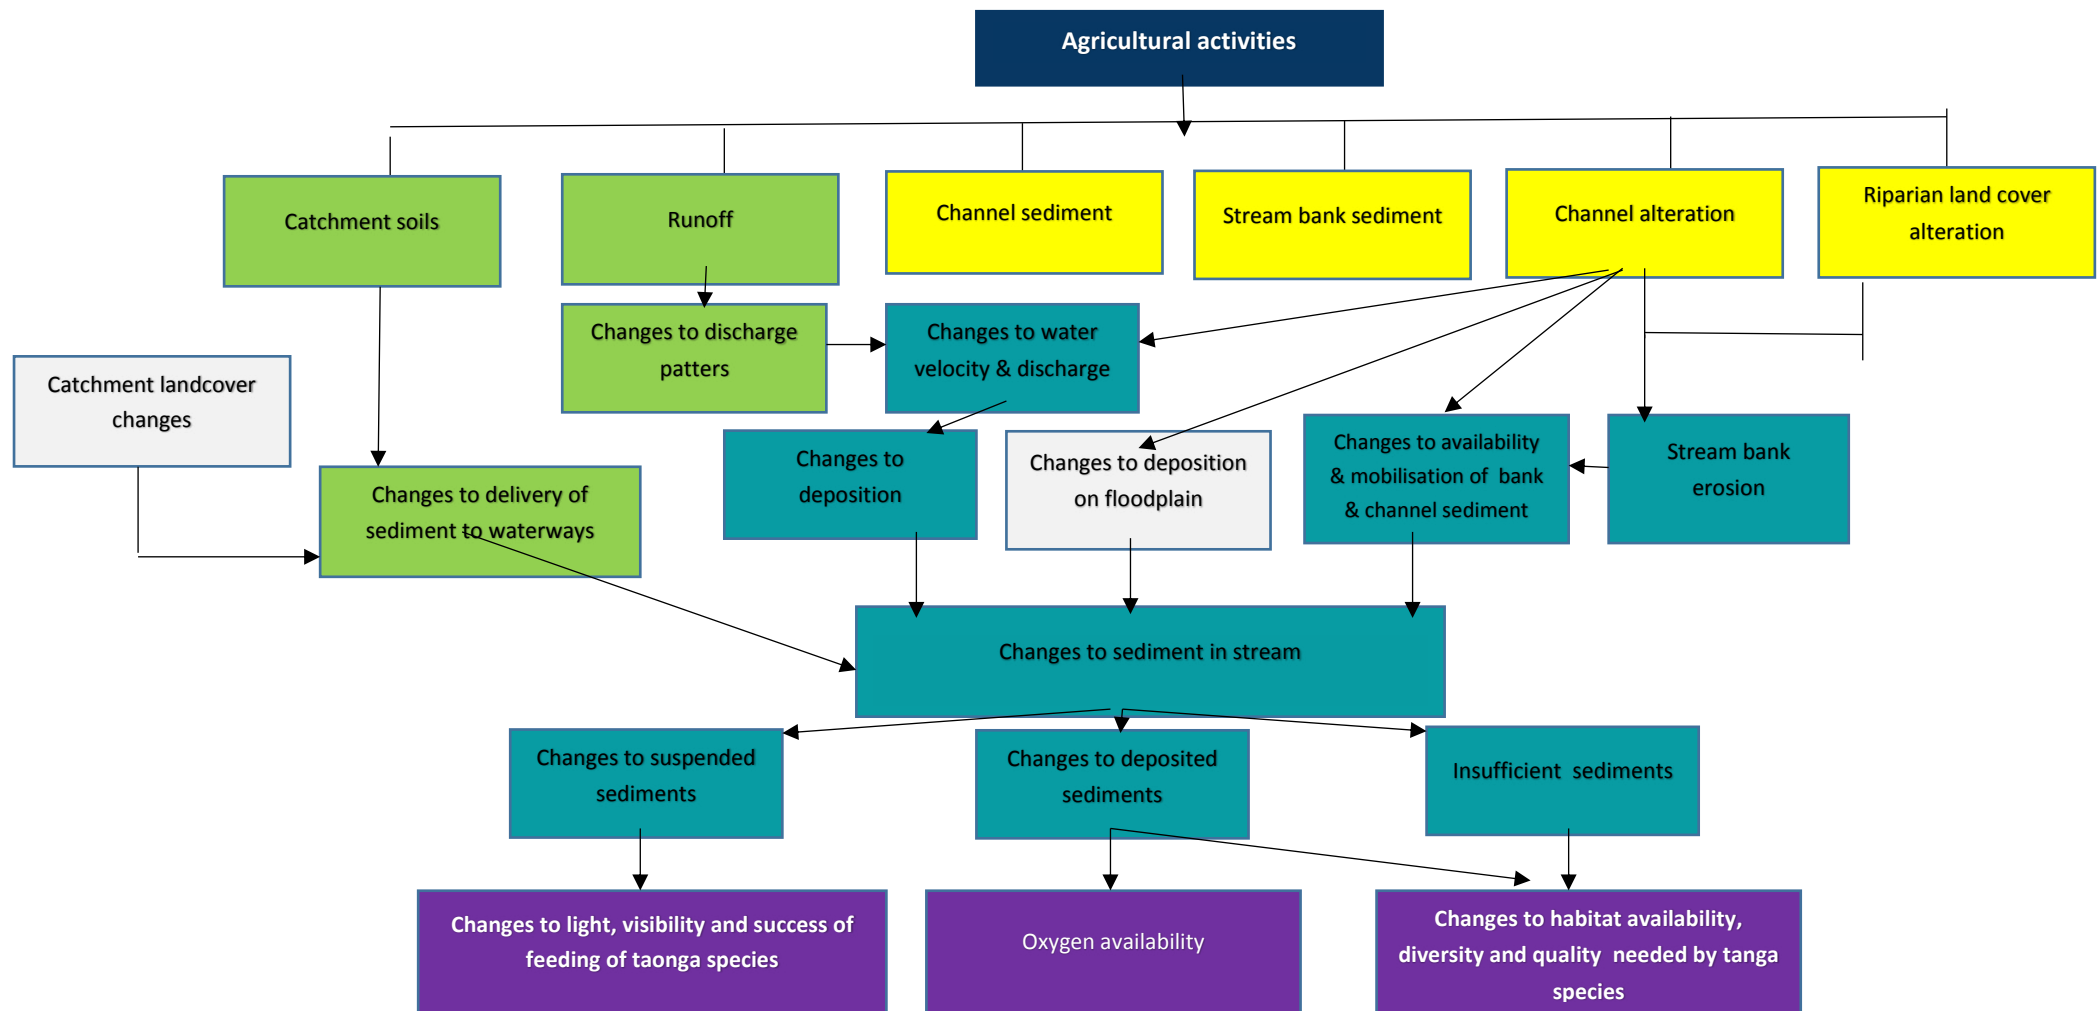 Agricultural activities
Catchment soils
Runoff
Channel sediment
Stream bank sediment
Channel alteration
Riparian land cover
alteration
Changes to discharge
patters
Changes to water
velocity & discharge
Catchment landcover
changes
Changes to
deposition
Changes to deposition
on floodplain
Changes to availability
& mobilisation of bank
& channel sediment
Stream bank
erosion
Changes to delivery of
sediment to waterways
Changes to sediment in stream
Changes to suspended
sediments
Changes to deposited
sediments
Insufficient sediments
Changes to light, visibility and success of
feeding of taonga species
Oxygen availability
Changes to habitat availability,
diversity and quality needed by tanga
species